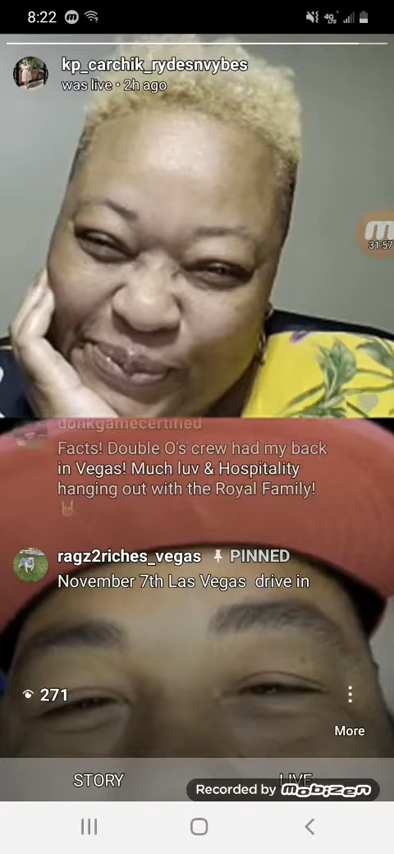 8:22
4G
LTE
kp_carchik_rydesnvybes
was live • 2h ago
31:57
donkgamecertified
Facts! Double O's crew had my back
in Vegas! Much luv & Hospitality
hanging out with the Royal Family!
ragz2riches_vegas PINNED
November 7th Las Vegas drive in
271
More
STORY
LIVE
Recorded by mobizen